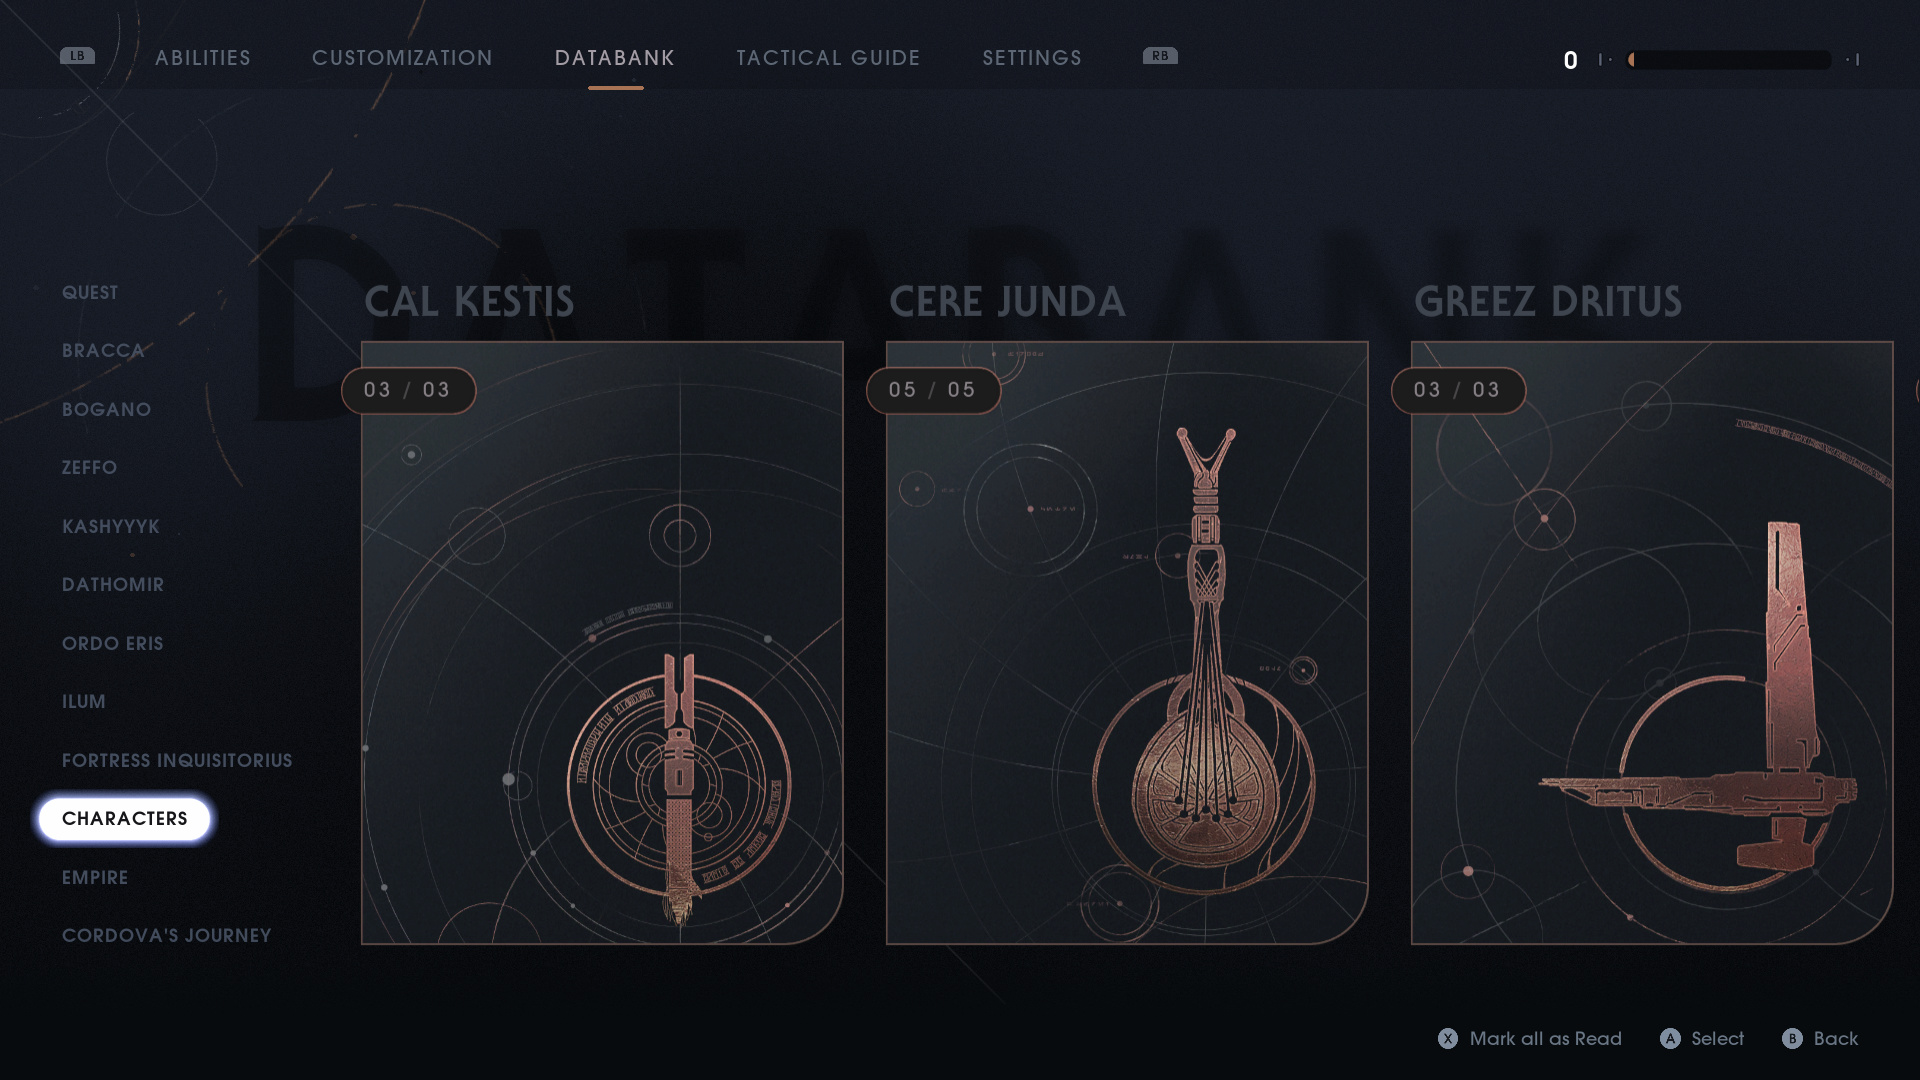 LB
ABILITIES
CUSTOMIZATION
DATABANK
TACTICAL GUIDE
SETTINGS
RB
0
DATABANK
QUEST
BRACCA
BOGANO
ZEFFO
KASHYYYK
DATHOMIR
ORDO ERIS
ILUM
FORTRESS INQUISITORIUS
CHARACTERS
EMPIRE
CORDOVA'S JOURNEY
CAL KESTIS
03 / 03
CERE JUNDA
05 / 05
GREEZ DRITUS
03 / 03
X Mark all as Read
A Select
B Back